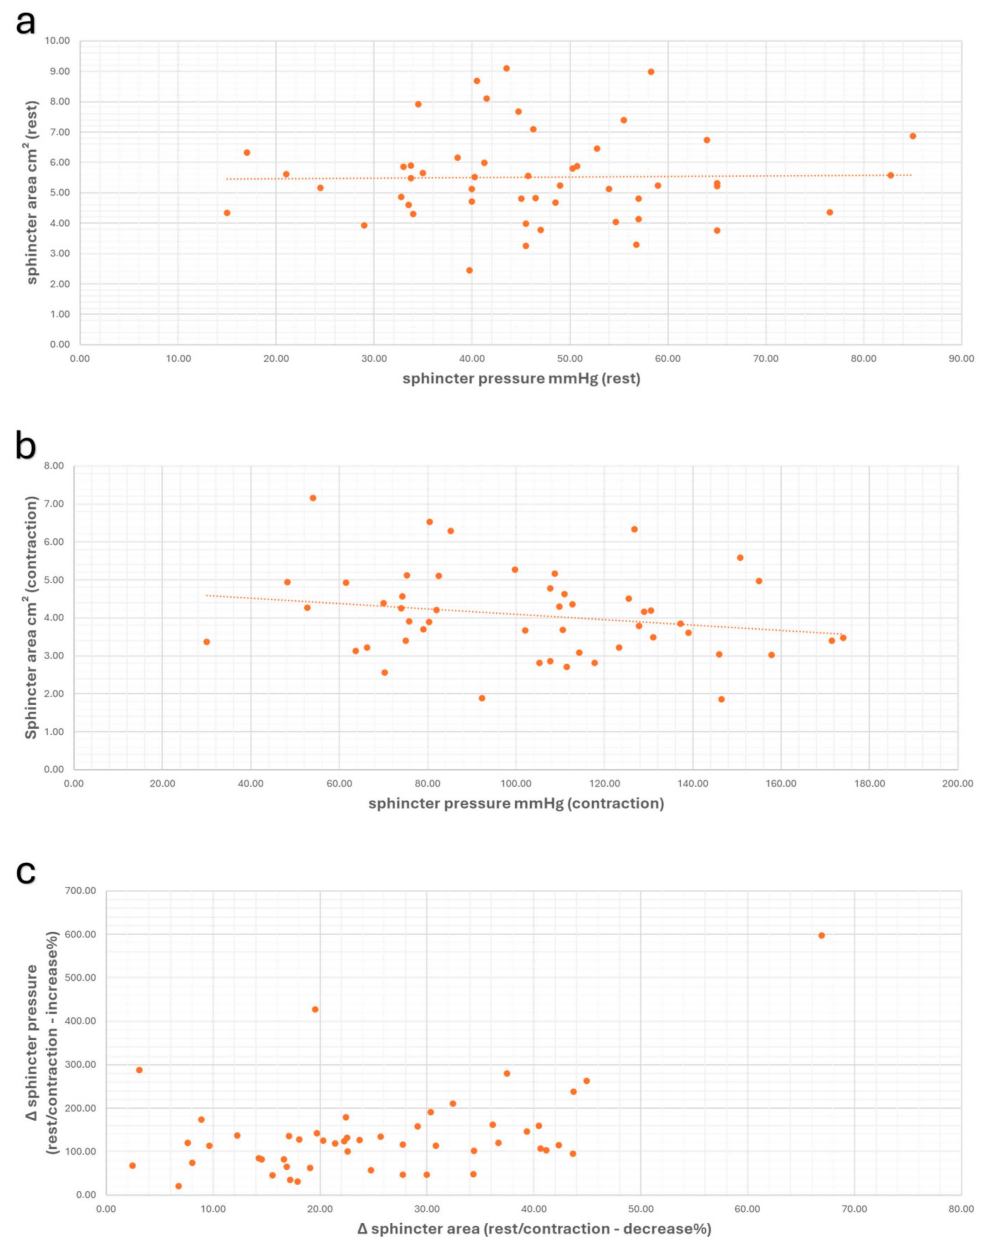 a
10.00
9.00
8.00
7.00
6.00
5.00
4.00
3.00
2.00
1.00
0.00
sphincter area cm² (rest)
0.00 10.00 20.00 30.00 40.00 50.00 60.00 70.00 80.00 90.00
sphincter pressure mmHg (rest)
b
8.00
7.00
6.00
5.00
4.00
3.00
2.00
1.00
0.00
Sphincter area cm² (contraction)
0.00 20.00 40.00 60.00 80.00 100.00 120.00 140.00 160.00 180.00 200.00
sphincter pressure mmHg (contraction)
c
700.00
600.00
500.00
400.00
300.00
200.00
100.00
0.00
Δ sphincter pressure
(rest/contraction - increase%)
0.00 10.00 20.00 30.00 40.00 50.00 60.00 70.00 80.00
Δ sphincter area (rest/contraction - decrease%)